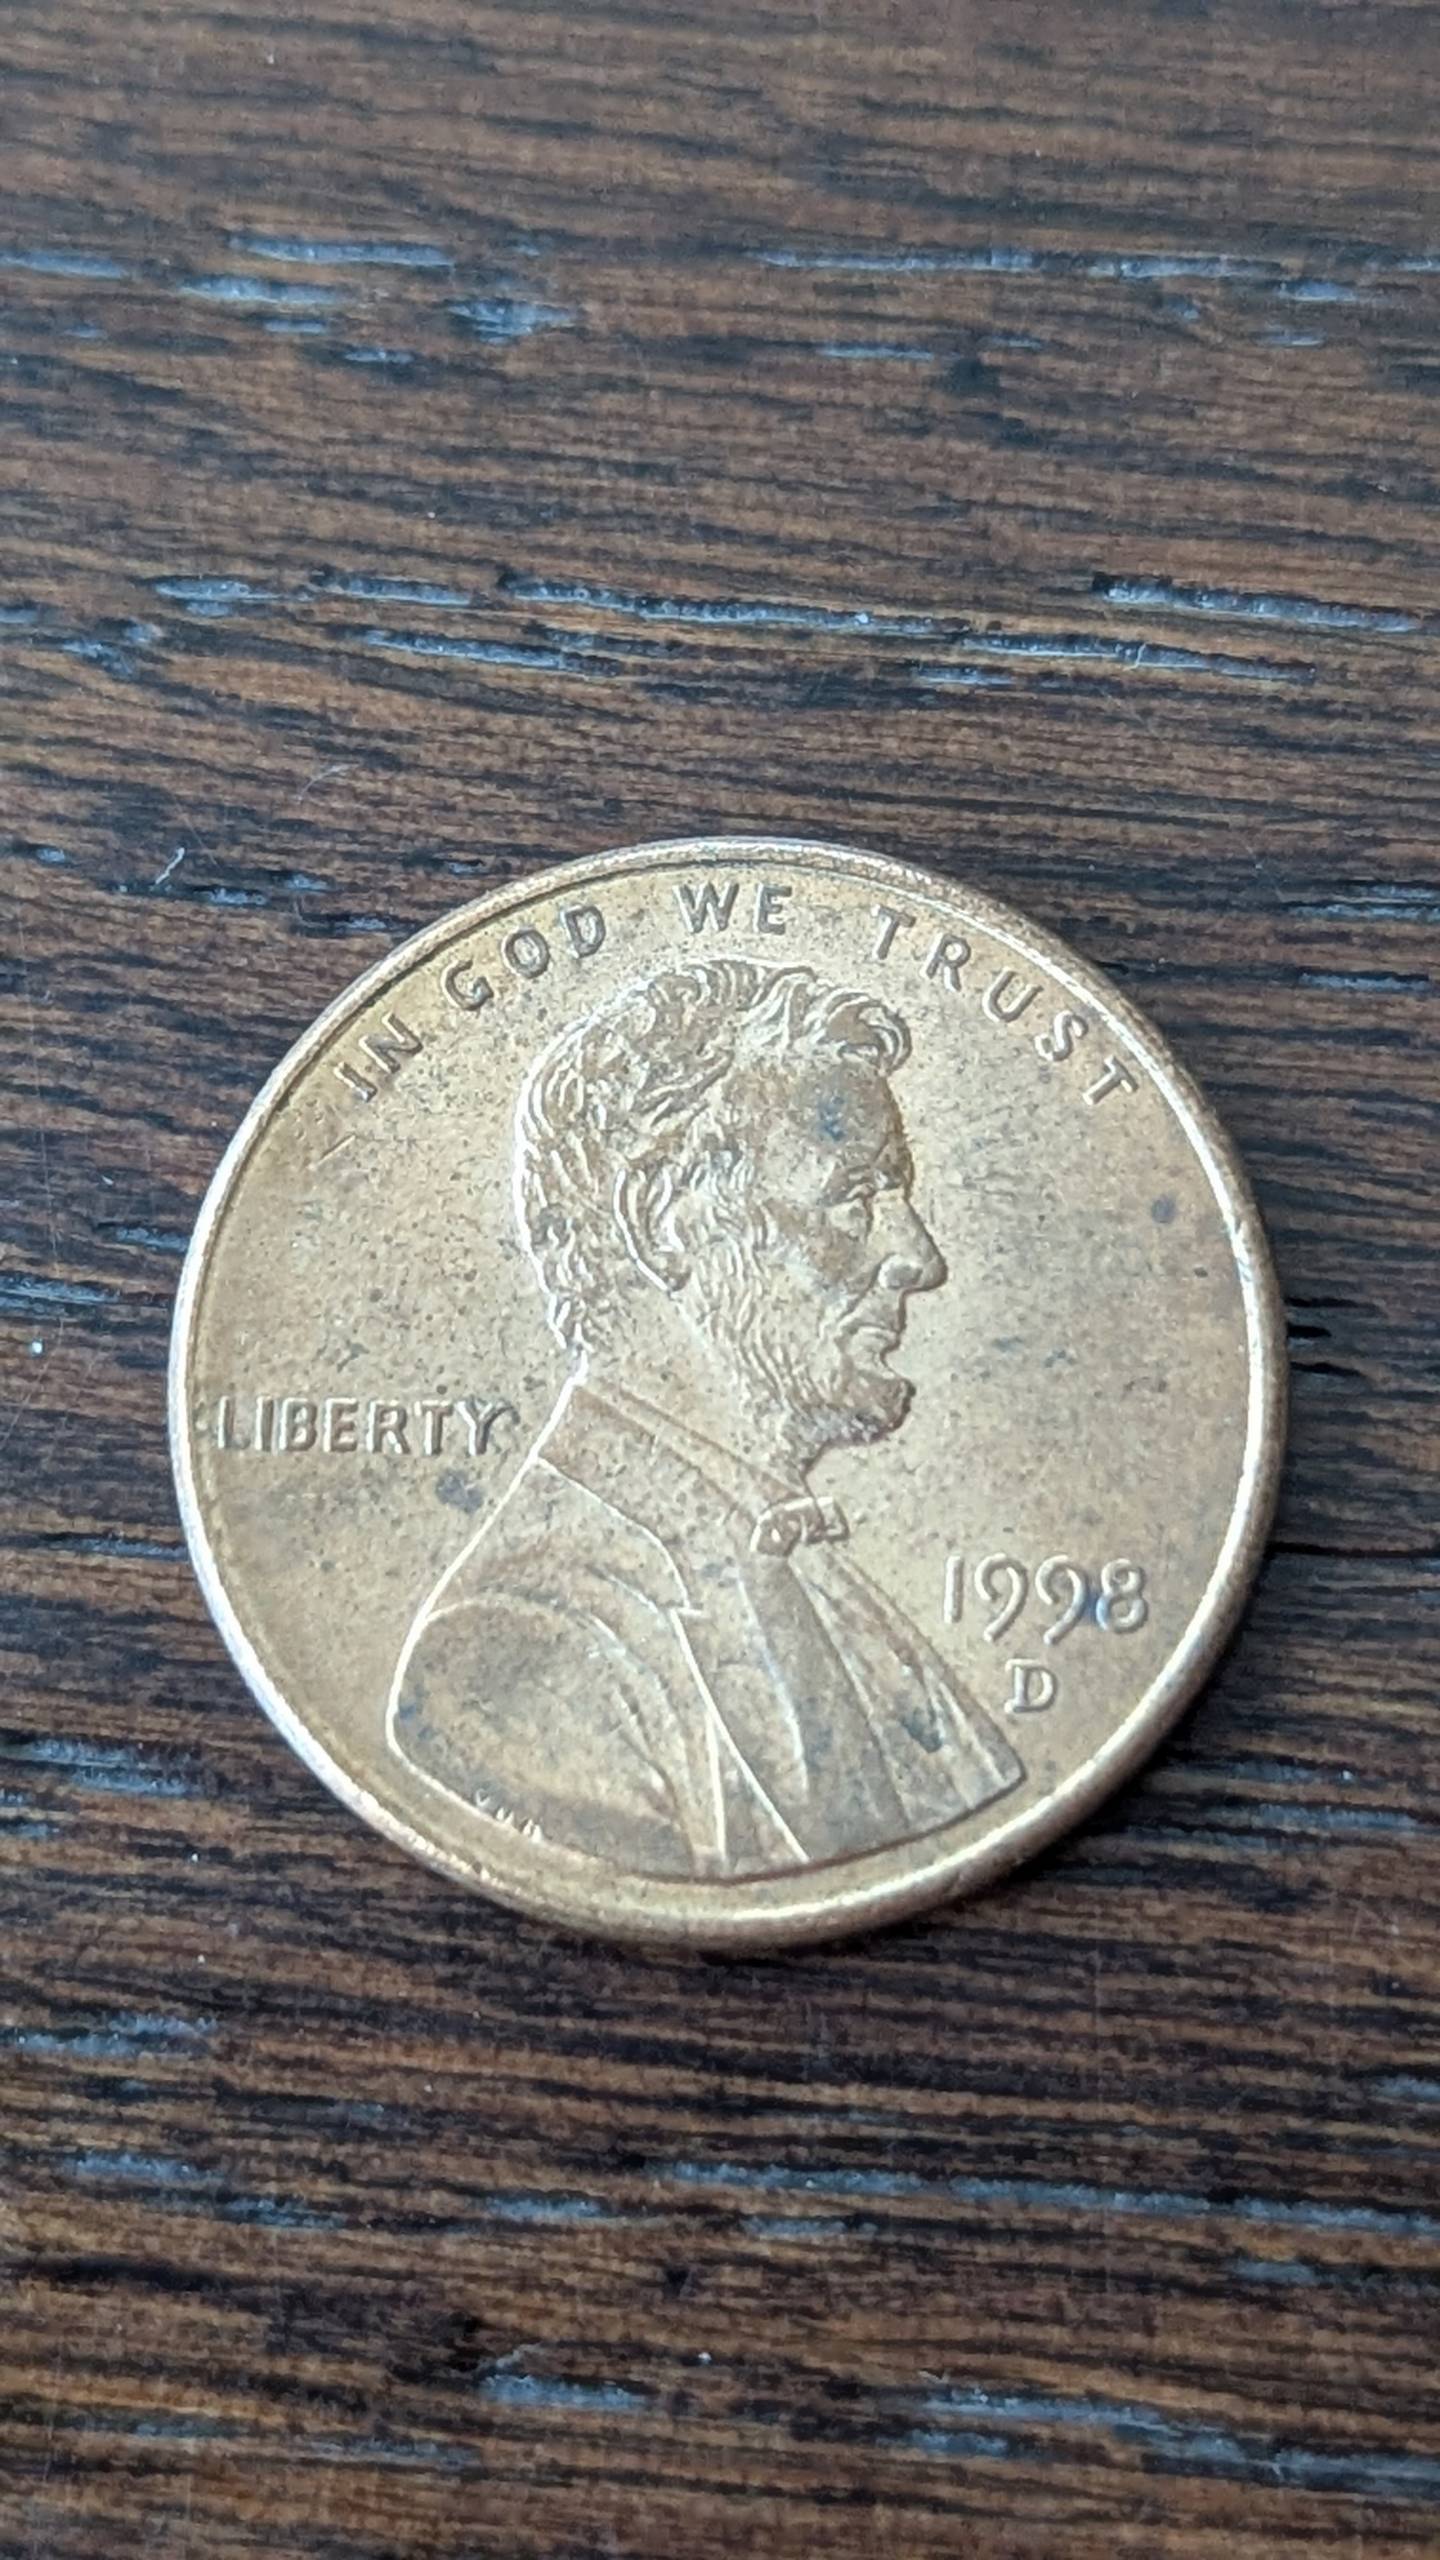 IN GOD WE TRUST
LIBERTY
1998
D